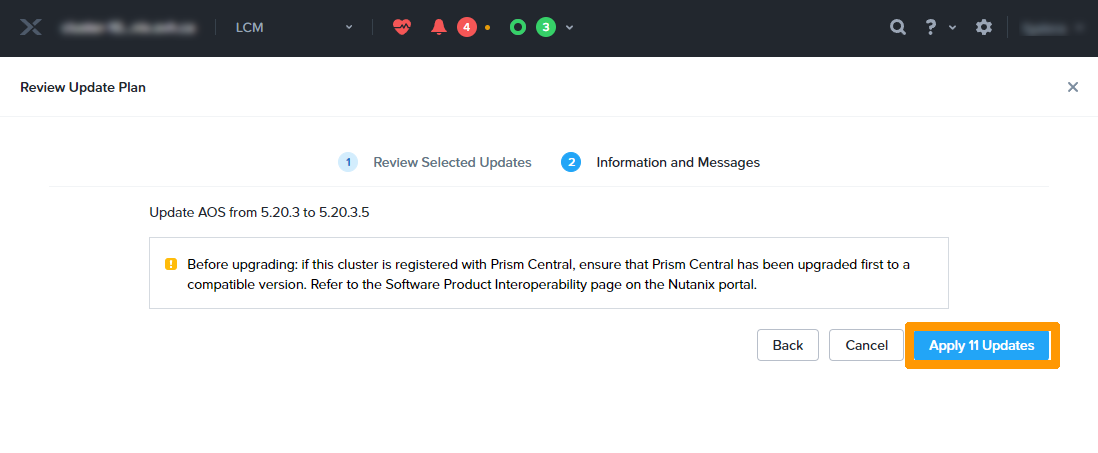 LCM
4
3
?
Review Update Plan
1 Review Selected Updates 2 Information and Messages
Update AOS from 5.20.3 to 5.20.3.5
Before upgrading: if this cluster is registered with Prism Central, ensure that Prism Central has been upgraded first to a
compatible version. Refer to the Software Product Interoperability page on the Nutanix portal.
Back Cancel Apply 11 Updates